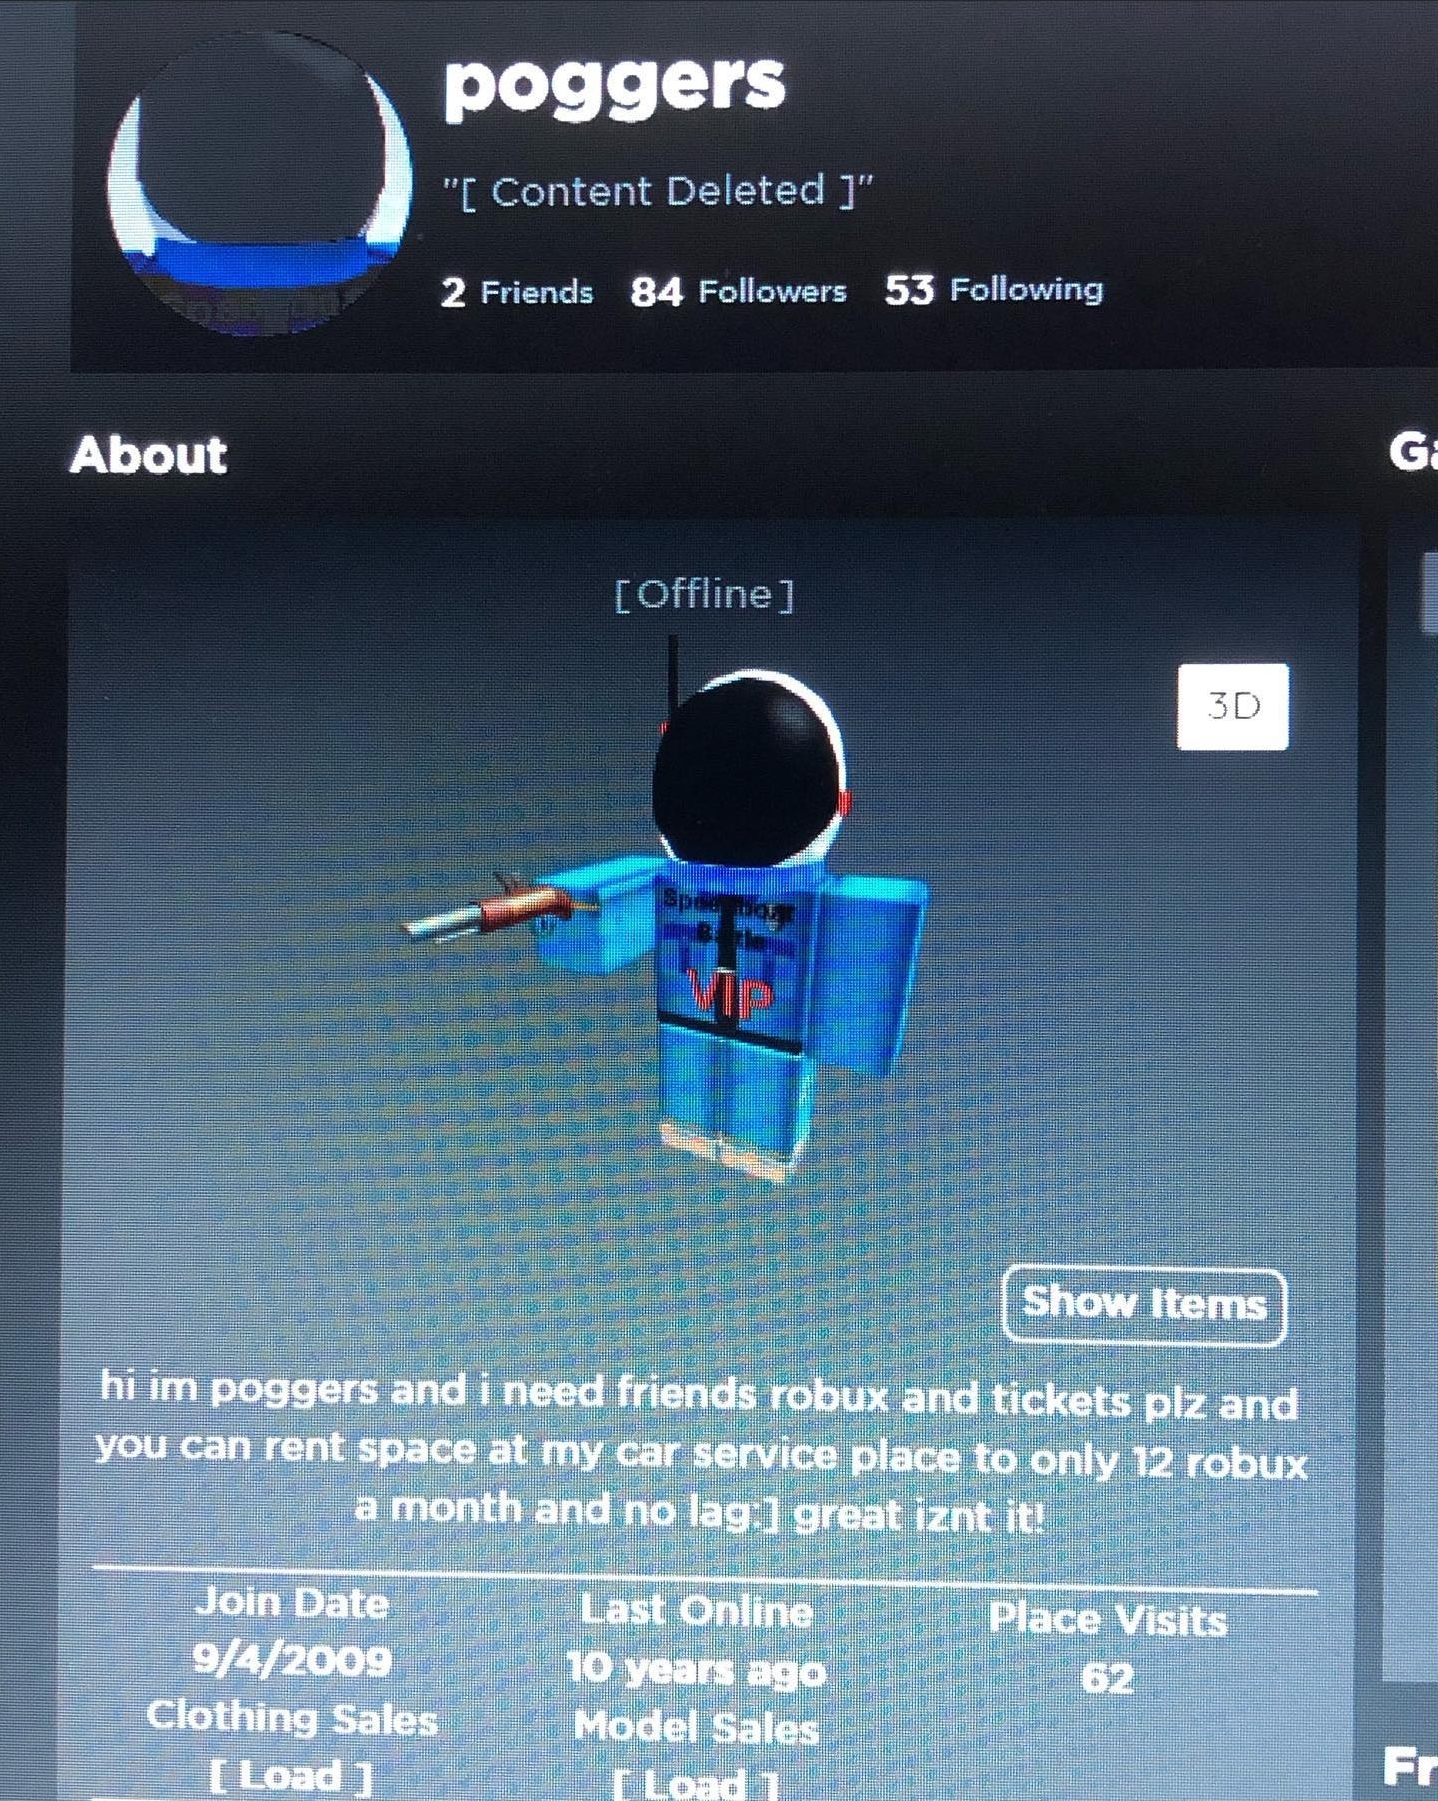 poggers
"[ Content Deleted ]"
2 Friends 84 Followers 53 Following
About
[ Offline ]
3D
VIP
Show Items
hi im poggers and i need friends robux and tickets plz and
you can rent space at my car service place to only 12 robux
a month and no lag:] great iznt it!
Join Date Last Online Place Visits
9/4/2009 10 years ago 62
Clothing Sales Model Sales
[ Load ] [ Load ]